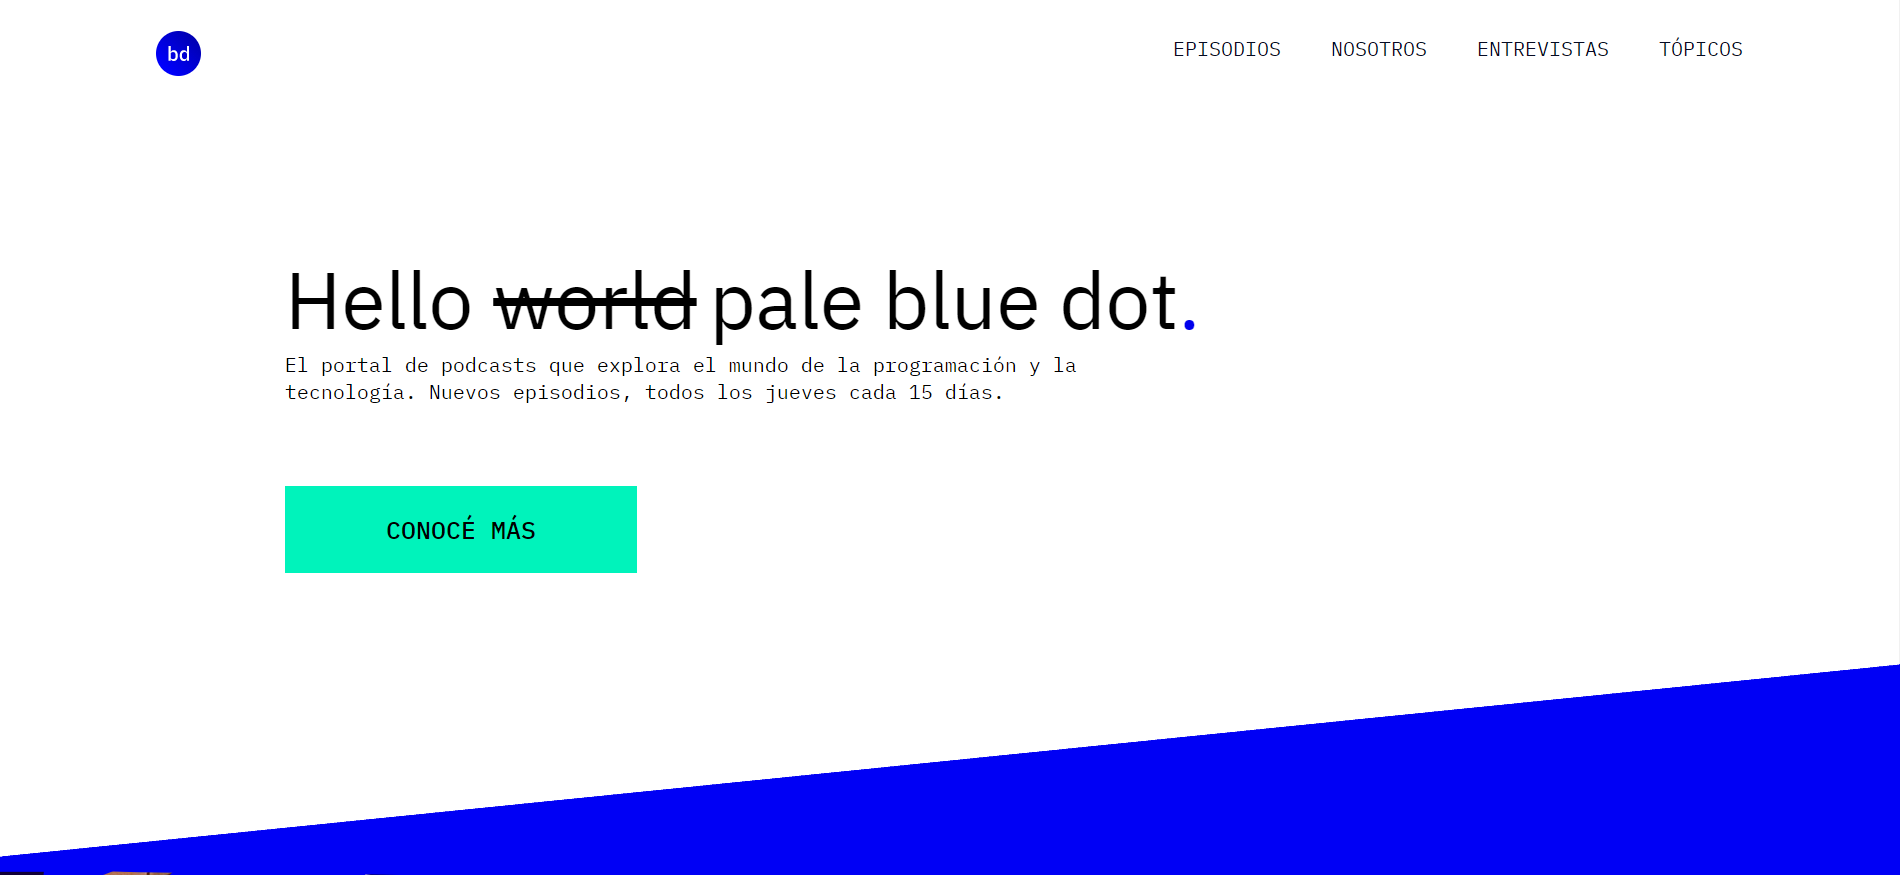 bd
EPISODIOS NOSOTROS ENTREVISTAS TÓPICOS
Hello world pale blue dot.
El portal de podcasts que explora el mundo de la programación y la
tecnología. Nuevos episodios, todos los jueves cada 15 días.
CONOCÉ MÁS